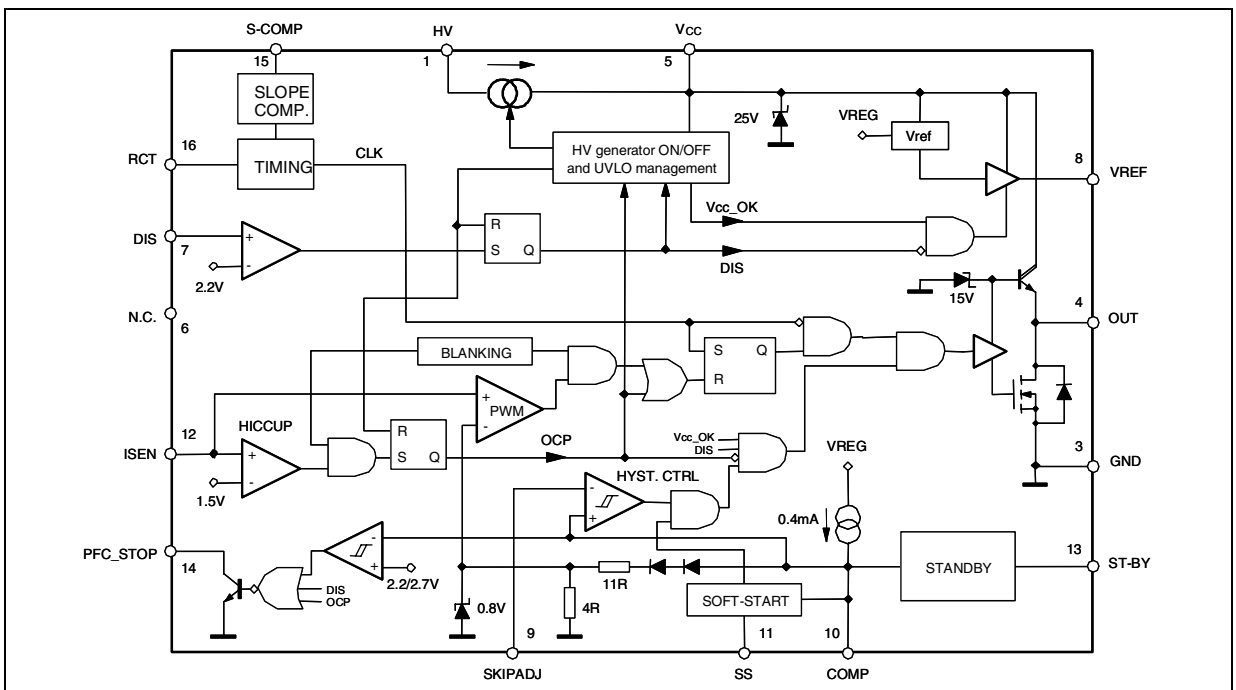 S-COMP
HV
VCC
15
1
5
SLOPE
COMP.
25V
VREG
Vref
16
RCT
TIMING
CLK
HV generator ON/OFF
and UVLO management
8
VREF
Vcc_OK
DIS
7
+
-
2.2V
R
S Q
DIS
15V
4
OUT
N.C.
6
BLANKING
S Q
R
+
-
PWM
12
ISEN
HICCUP
+
-
1.5V
R
S Q
OCP
Vcc_OK
DIS
VREG
3
GND
HYST. CTRL
-
+
0.4mA
PFC_STOP
14
-
+
2.2/2.7V
DIS
OCP
13
ST-BY
STANDBY
11R
4R
0.8V
SOFT-START
9
11
10
SKIPADJ
SS
COMP